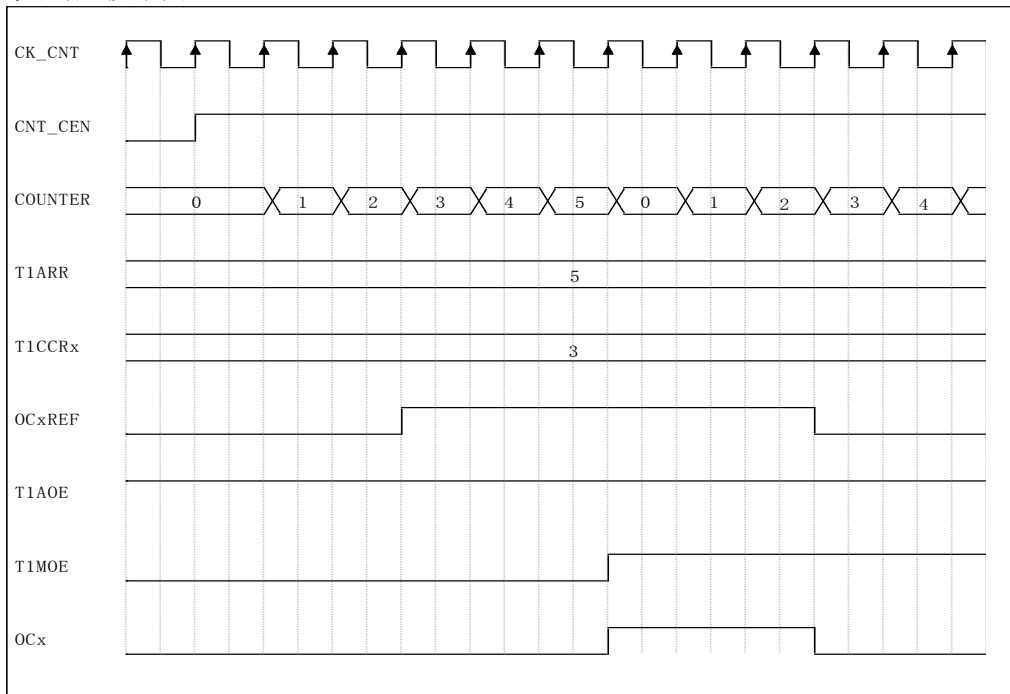 CK_CNT
CNT_CEN
COUNTER 0 1 2 3 4 5 0 1 2 3 4
T1ARR 5
T1CCRx 3
OCxREF
T1AOE
T1MOE
OCx